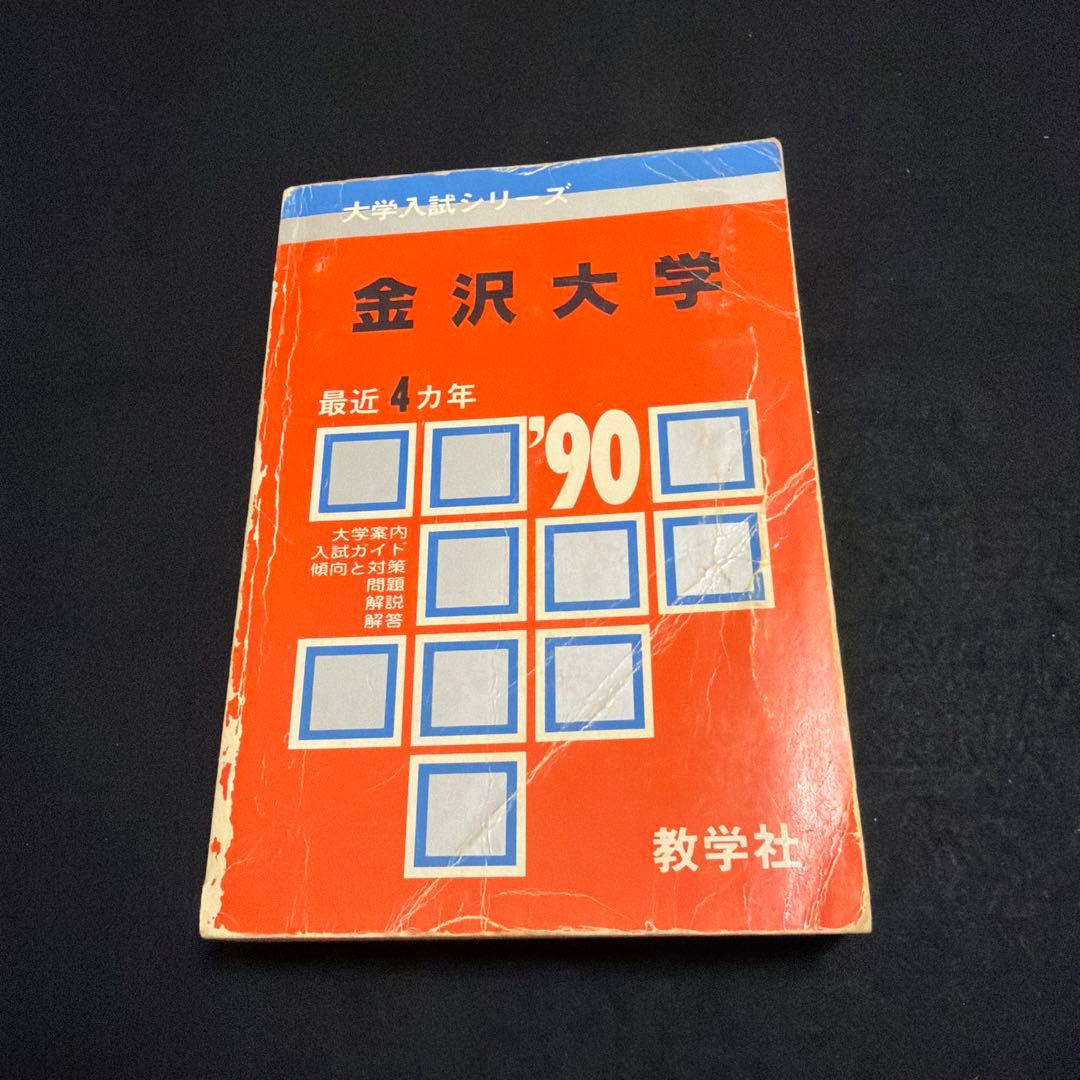 大学入試シリーズ
金沢大学
最近4カ年
'90
大学案内
入試ガイド
傾向と対策
問題
解説
解答
教学社